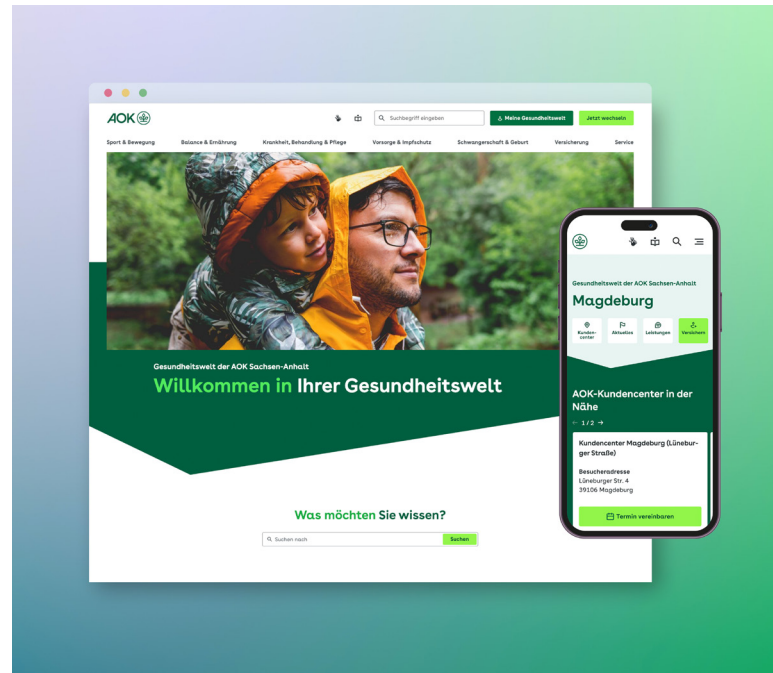 AOK
Suchbegriff eingeben
Meine Gesundheitswelt
Jetzt wechseln
Sport & Bewegung
Balance & Ernährung
Krankheit, Behandlung & Pflege
Vorsorge & Impfschutz
Schwangerschaft & Geburt
Versicherung
Service
Gesundheitswelt der AOK Sachsen-Anhalt
Willkommen in Ihrer Gesundheitswelt
Was möchten Sie wissen?
Suchen nach
Suchen
Gesundheitswelt der AOK Sachsen-Anhalt
Magdeburg
Kunden-
center
Aktuelles
Leistungen
Versichern
AOK-Kundencenter in der
Nähe
← 1 / 2 →
Kundencenter Magdeburg (Lünebur-
ger Straße)
Besucheradresse
Lüneburger Str. 4
39106 Magdeburg
Termin vereinbaren